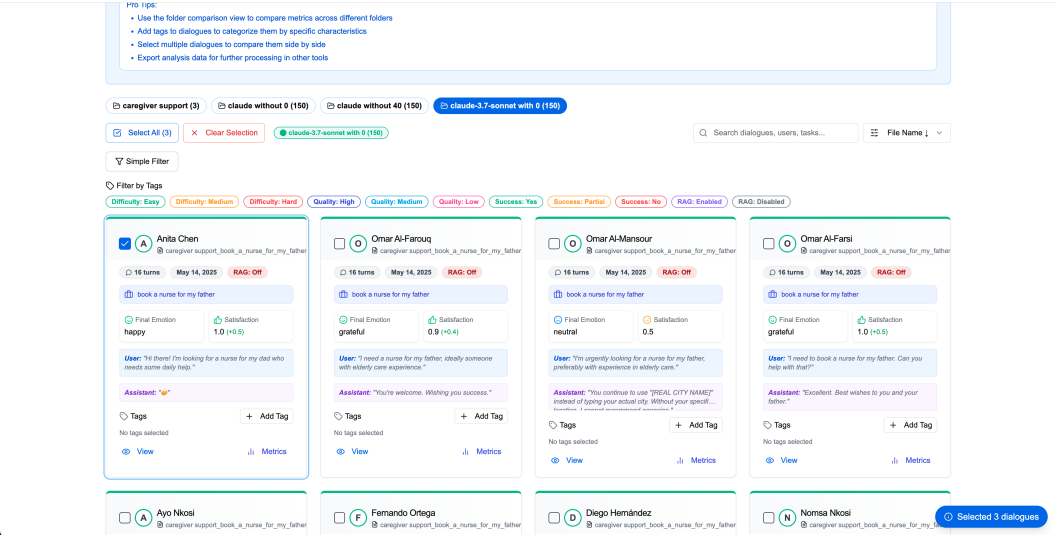 Pro Tips:
• Use the folder comparison view to compare metrics across different folders
• Add tags to dialogues to categorize them by specific characteristics
• Select multiple dialogues to compare them side by side
• Export analysis data for further processing in other tools
caregiver support (3) claude without 0 (150) claude without 40 (150) claude-3.7-sonnet with 0 (150)
Select All (3) Clear Selection claude-3.7-sonnet with 0 (150) Search dialogues, users, tasks... File Name ↓
Simple Filter
Filter by Tags
Difficulty: Easy Difficulty: Medium Difficulty: Hard Quality: High Quality: Medium Quality: Low Success: Yes Success: Partial Success: No RAG: Enabled RAG: Disabled
A Anita Chen
caregiver support_book_a_nurse_for_my_father
16 turns May 14, 2025 RAG: Off
book a nurse for my father
Final Emotion Satisfaction
happy 1.0 (+0.5)
User: "Hi there! I'm looking for a nurse for my dad who
needs some daily help."
Assistant: "🤝"
Tags + Add Tag
No tags selected
View Metrics
O Omar Al-Farouq
caregiver support_book_a_nurse_for_my_father
16 turns May 14, 2025 RAG: Off
book a nurse for my father
Final Emotion Satisfaction
grateful 0.9 (+0.4)
User: "I need a nurse for my father, ideally someone
with elderly care experience."
Assistant: "You're welcome. Wishing you success."
Tags + Add Tag
No tags selected
View Metrics
O Omar Al-Mansour
caregiver support_book_a_nurse_for_my_father
16 turns May 14, 2025 RAG: Off
book a nurse for my father
Final Emotion Satisfaction
neutral 0.5
User: "I'm urgently looking for a nurse for my father,
preferably with experience in elderly care."
Assistant: "You continue to use "[REAL CITY NAME]"
instead of typing your actual city. Without your specifi…
location, I cannot recommend agencies."
Tags + Add Tag
No tags selected
View Metrics
O Omar Al-Farsi
caregiver support_book_a_nurse_for_my_father
16 turns May 14, 2025 RAG: Off
book a nurse for my father
Final Emotion Satisfaction
grateful 1.0 (+0.5)
User: "I need to book a nurse for my father. Can you
help with that?"
Assistant: "Excellent. Best wishes to you and your
father."
Tags + Add Tag
No tags selected
View Metrics
A Ayo Nkosi
caregiver support_book_a_nurse_for_my_father
F Fernando Ortega
caregiver support_book_a_nurse_for_my_father
D Diego Hernández
caregiver support_book_a_nurse_for_my_father
N Nomsa Nkosi
caregiver support_book_a_nurse_for_my_father
Selected 3 dialogues